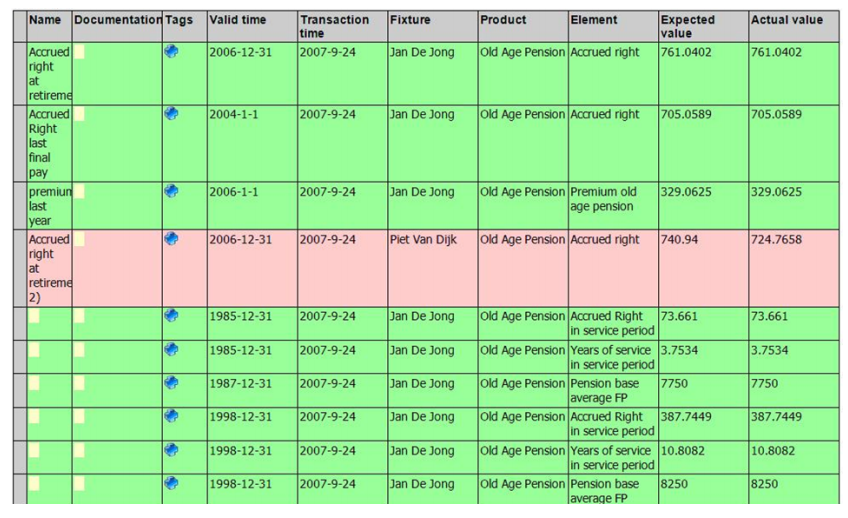 Name Documentation Tags Valid time Transaction time Fixture Product Element Expected value Actual value
Accrued right at retireme 2006-12-31 2007-9-24 Jan De Jong Old Age Pension Accrued right 761.0402 761.0402
Accrued Right last final pay 2004-1-1 2007-9-24 Jan De Jong Old Age Pension Accrued right 705.0589 705.0589
premium last year 2006-1-1 2007-9-24 Jan De Jong Old Age Pension Premium old age pension 329.0625 329.0625
Accrued right at retireme 2) 2006-12-31 2007-9-24 Piet Van Dijk Old Age Pension Accrued right 740.94 724.7658
1985-12-31 2007-9-24 Jan De Jong Old Age Pension Accrued Right in service period 73.661 73.661
1985-12-31 2007-9-24 Jan De Jong Old Age Pension Years of service in service period 3.7534 3.7534
1987-12-31 2007-9-24 Jan De Jong Old Age Pension Pension base average FP 7750 7750
1998-12-31 2007-9-24 Jan De Jong Old Age Pension Accrued Right in service period 387.7449 387.7449
1998-12-31 2007-9-24 Jan De Jong Old Age Pension Years of service in service period 10.8082 10.8082
1998-12-31 2007-9-24 Jan De Jong Old Age Pension Pension base average FP 8250 8250